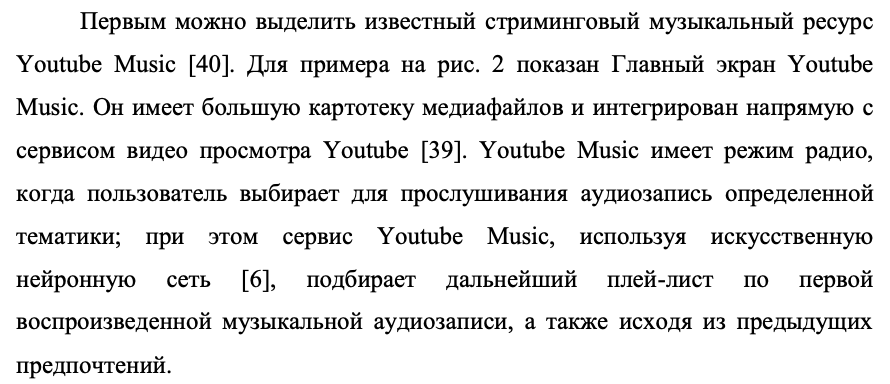 Первым можно выделить известный стриминговый музыкальный ресурс
Youtube Music [40]. Для примера на рис. 2 показан Главный экран Youtube
Music. Он имеет большую картотеку медиафайлов и интегрирован напрямую с
сервисом видео просмотра Youtube [39]. Youtube Music имеет режим радио,
когда пользователь выбирает для прослушивания аудиозапись определенной
тематики; при этом сервис Youtube Music, используя искусственную
нейронную сеть [6], подбирает дальнейший плей-лист по первой
воспроизведенной музыкальной аудиозаписи, а также исходя из предыдущих
предпочтений.